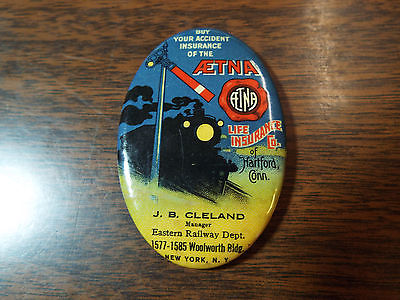 BUY
YOUR ACCIDENT
INSURANCE
OF THE
ÆTNA
ÆTNA
LIFE
INSURANCE
Co.
of
Hartford,
Conn.
J. B. CLELAND
Manager
Eastern Railway Dept.
1577-1585 Woolworth Bldg.
NEW YORK, N. Y.